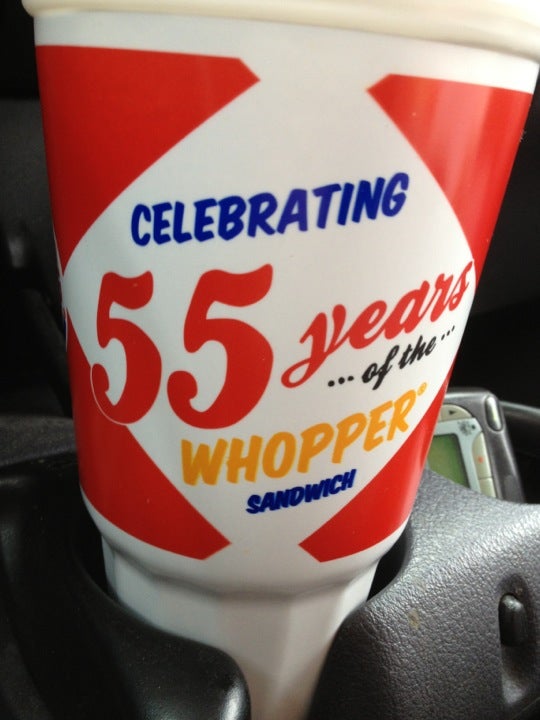 CELEBRATING
55 years
... of the ...
WHOPPER®
SANDWICH